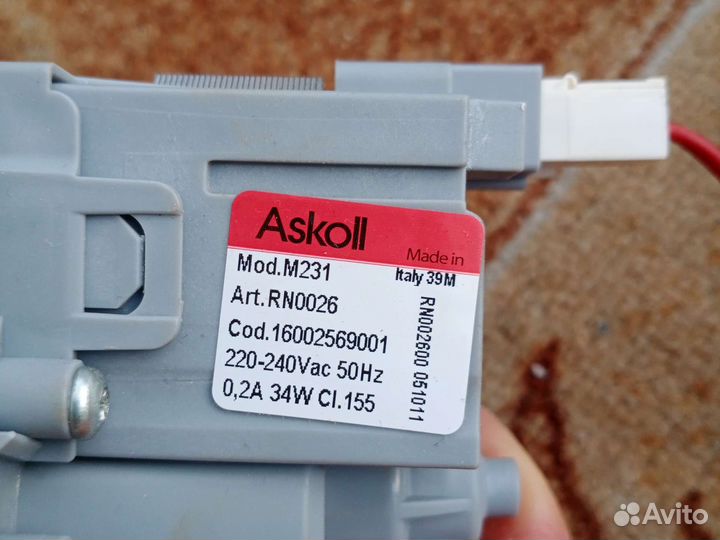 Askoll
Made in
Italy 39M
Mod.M231
Art.RN0026
Cod.16002569001
220-240Vac 50Hz
0,2A 34W Cl.155
RN002600 051011
Avito